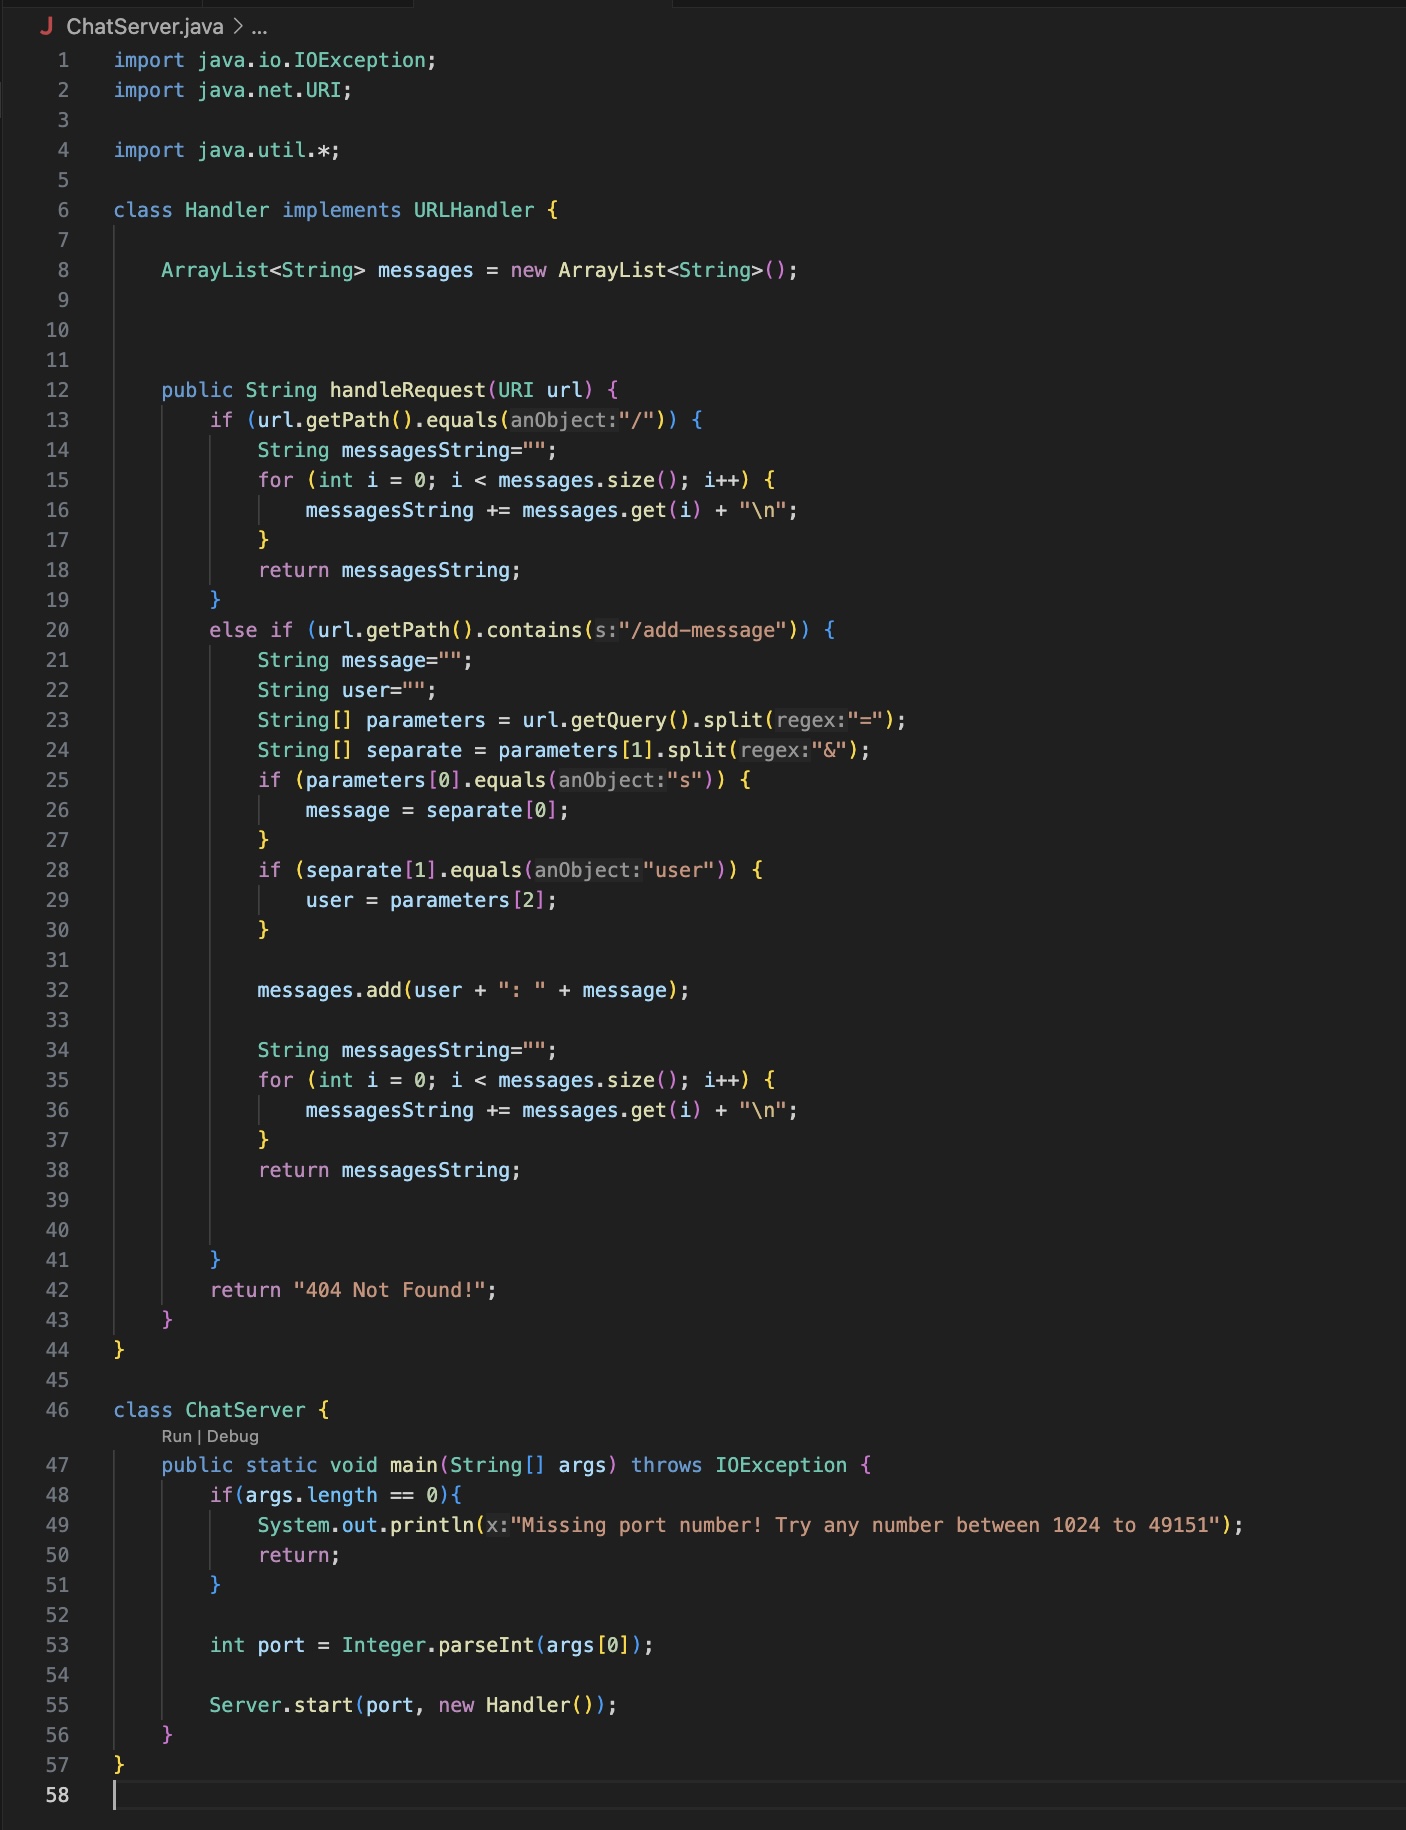 J ChatServer.java > ...
1 import java.io.IOException;
2 import java.net.URI;
3
4 import java.util.*;
5
6 class Handler implements URLHandler {
7
8     ArrayList<String> messages = new ArrayList<String>();
9
10
11
12     public String handleRequest(URI url) {
13         if (url.getPath().equals(anObject:"/")) {
14             String messagesString="";
15             for (int i = 0; i < messages.size(); i++) {
16                 messagesString += messages.get(i) + "\n";
17             }
18             return messagesString;
19         }
20         else if (url.getPath().contains(s:"/add-message")) {
21             String message="";
22             String user="";
23             String[] parameters = url.getQuery().split(regex:"=");
24             String[] separate = parameters[1].split(regex:"&");
25             if (parameters[0].equals(anObject:"s")) {
26                 message = separate[0];
27             }
28             if (separate[1].equals(anObject:"user")) {
29                 user = parameters[2];
30             }
31
32             messages.add(user + ": " + message);
33
34             String messagesString="";
35             for (int i = 0; i < messages.size(); i++) {
36                 messagesString += messages.get(i) + "\n";
37             }
38             return messagesString;
39
40
41         }
42         return "404 Not Found!";
43     }
44 }
45
46 class ChatServer {
Run | Debug
47     public static void main(String[] args) throws IOException {
48         if(args.length == 0){
49             System.out.println(x:"Missing port number! Try any number between 1024 to 49151");
50             return;
51         }
52
53         int port = Integer.parseInt(args[0]);
54
55         Server.start(port, new Handler());
56     }
57 }
58